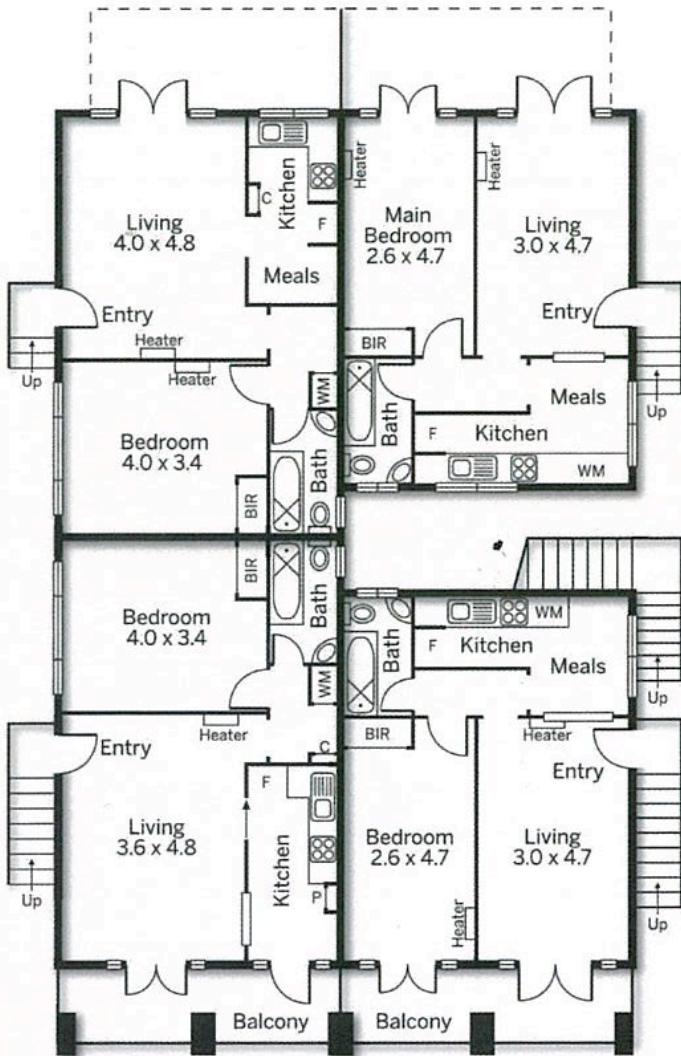 Living
4.0 x 4.8
Kitchen
C
F
Meals
Entry
Heater
Heater
Up
Bedroom
4.0 x 3.4
BIR
WM
Bath
Heater
Main
Bedroom
2.6 x 4.7
BIR
Heater
Living
3.0 x 4.7
Entry
Up
Meals
Bath
F
Kitchen
WM
Bedroom
4.0 x 3.4
BIR
Bath
WM
Heater
Entry
C
F
Living
3.6 x 4.8
Kitchen
P
Up
Balcony
Bath
F
Kitchen
WM
Meals
Up
BIR
Heater
Entry
Bedroom
2.6 x 4.7
Heater
Living
3.0 x 4.7
Up
Balcony